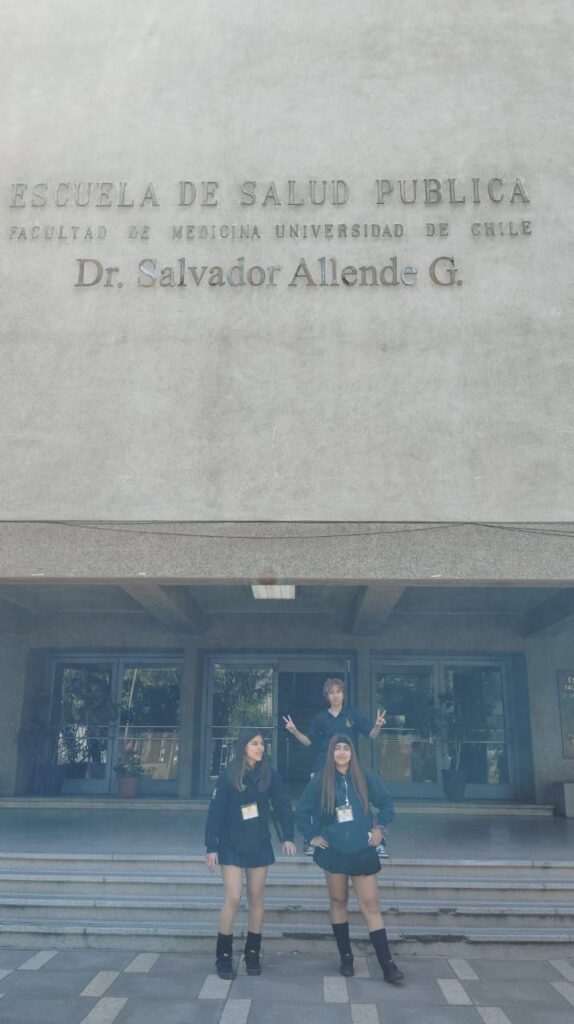 ESCUELA DE SALUD PUBLICA
FACULTAD DE MEDICINA UNIVERSIDAD DE CHILE
Dr. Salvador Allende G.